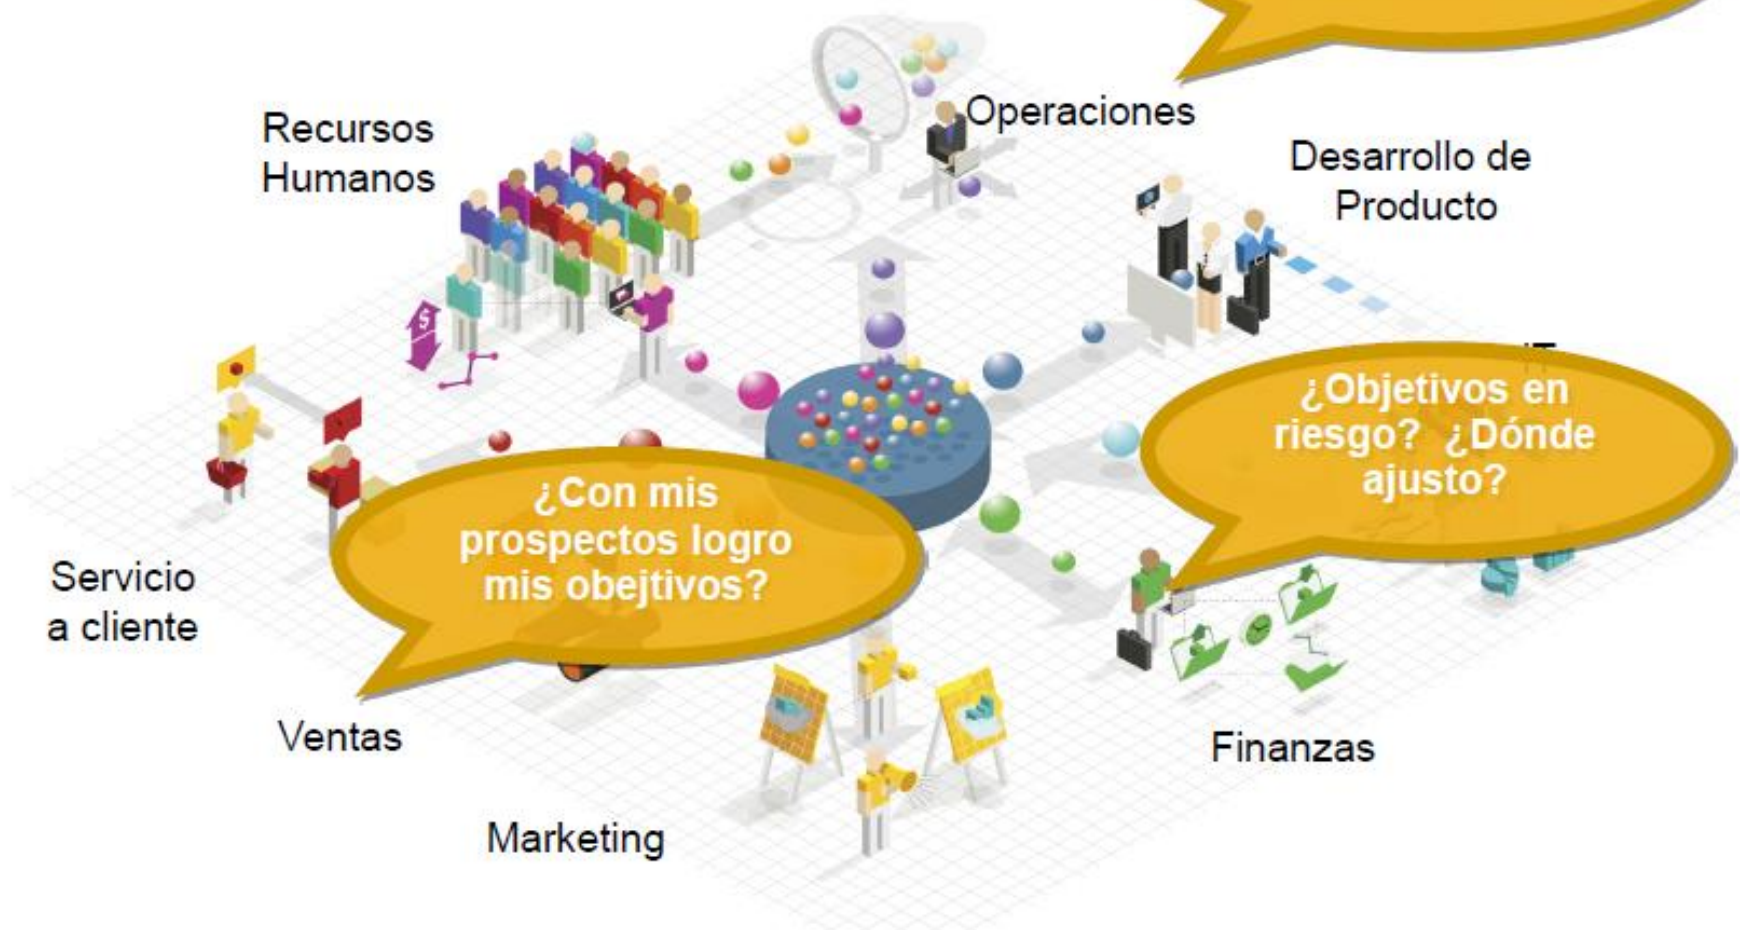 Operaciones
Recursos
Humanos
Desarrollo de
Producto
¿Objetivos en
riesgo? ¿Dónde
ajusto?
¿Con mis
prospectos logro
mis obejtivos?
Servicio
a cliente
Ventas
Finanzas
Marketing
$